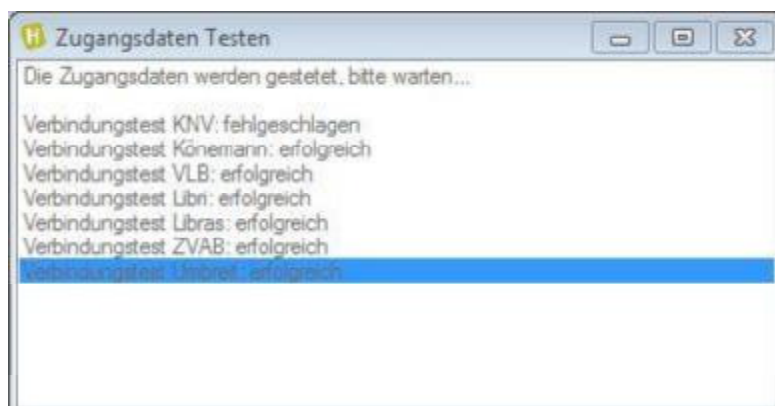 Zugangsdaten Testen
Die Zugangsdaten werden gestetet, bitte warten...
Verbindungstest KNV: fehlgeschlagen
Verbindungstest Könemann: erfolgreich
Verbindungstest VLB: erfolgreich
Verbindungstest Libri: erfolgreich
Verbindungstest Libras: erfolgreich
Verbindungstest ZVAB: erfolgreich
Verbindungstest Umbreit: erfolgreich